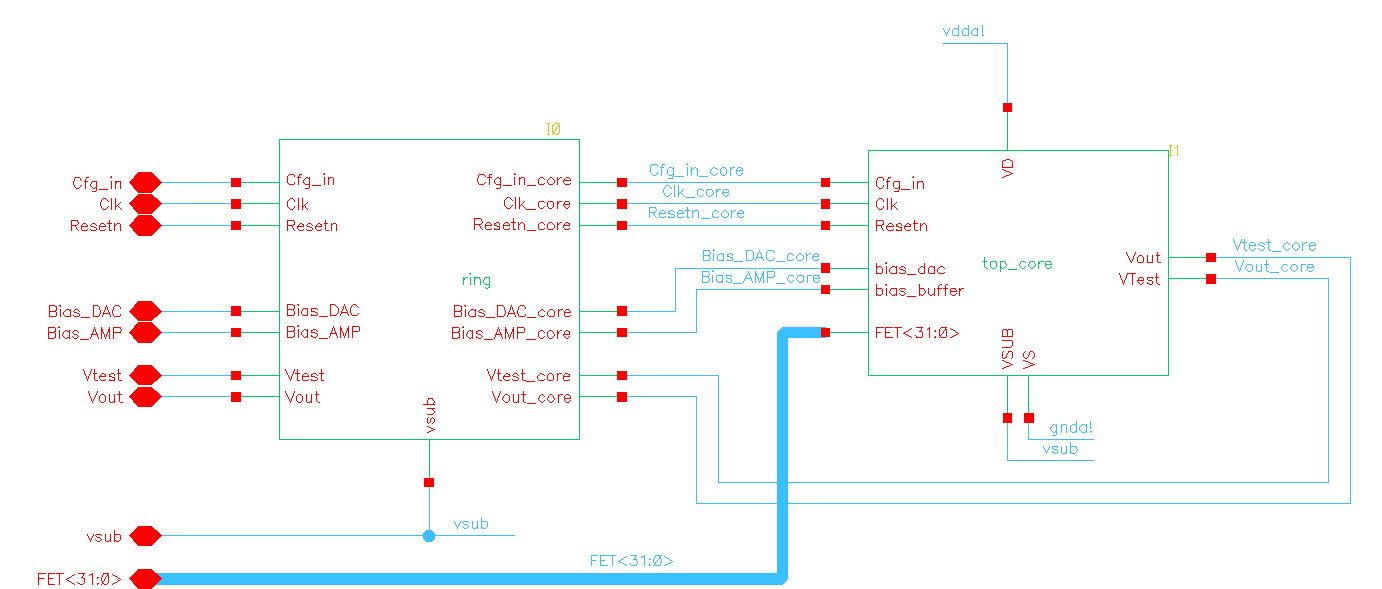 vdda!
I0
I1
Cfg_in
Clk
Resetn
Bias_DAC
Bias_AMP
Vtest
Vout
vsub
FET<31:0>
Cfg_in
Clk
Resetn
Bias_DAC
Bias_AMP
Vtest
Vout
ring
vsub
Cfg_in_core
Clk_core
Resetn_core
Bias_DAC_core
Bias_AMP_core
Vtest_core
Vout_core
vsub
FET<31:0>
Cfg_in_core
Clk_core
Resetn_core
Bias_DAC_core
Bias_AMP_core
VD
Cfg_in
Clk
Resetn
bias_dac
bias_buffer
FET<31:0>
top_core
Vout
VTest
VSUB
VS
Vtest_core
Vout_core
gnda!
vsub